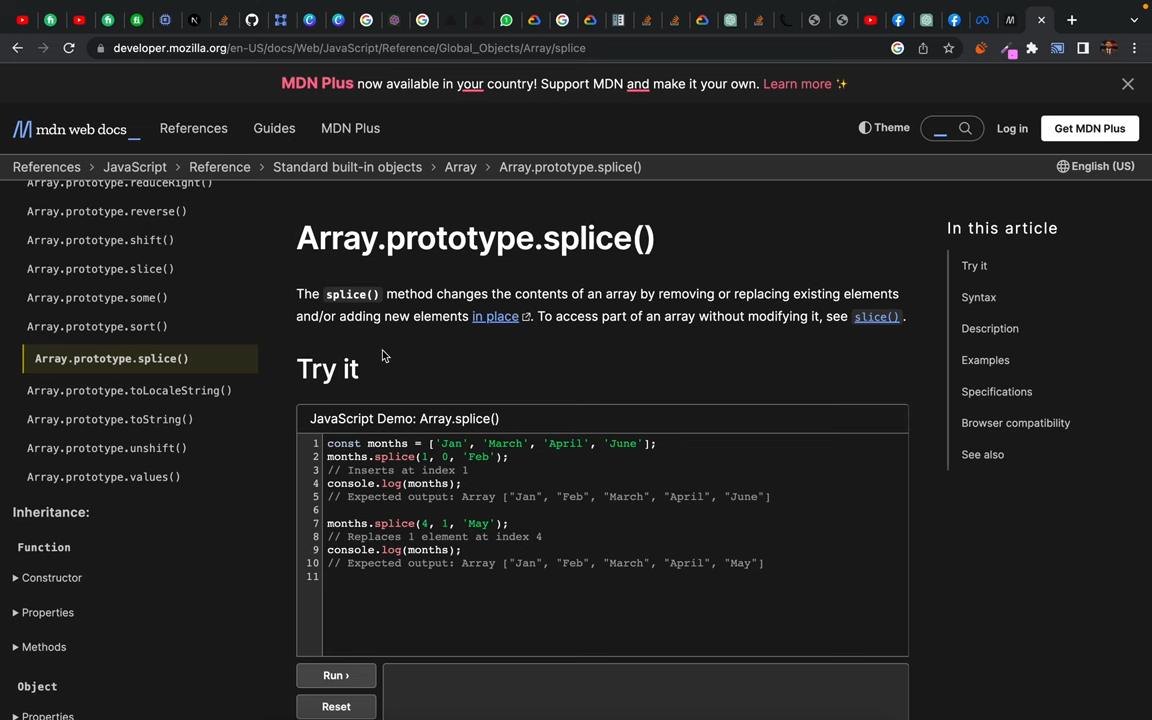 developer.mozilla.org/en-US/docs/Web/JavaScript/Reference/Global_Objects/Array/splice
MDN Plus now available in your country! Support MDN and make it your own. Learn more ✨
mdn web docs_
References
Guides
MDN Plus
Theme
Log in
Get MDN Plus
References > JavaScript > Reference > Standard built-in objects > Array > Array.prototype.splice()
English (US)
Array.prototype.reduceRight()
Array.prototype.reverse()
Array.prototype.shift()
Array.prototype.slice()
Array.prototype.some()
Array.prototype.sort()
Array.prototype.splice()
Array.prototype.toLocaleString()
Array.prototype.toString()
Array.prototype.unshift()
Array.prototype.values()
Inheritance:
Function
Constructor
Properties
Methods
Object
Properties
Array.prototype.splice()
The splice() method changes the contents of an array by removing or replacing existing elements
and/or adding new elements in place. To access part of an array without modifying it, see slice().
Try it
JavaScript Demo: Array.splice()
1 const months = ['Jan', 'March', 'April', 'June'];
2 months.splice(1, 0, 'Feb');
3 // Inserts at index 1
4 console.log(months);
5 // Expected output: Array ["Jan", "Feb", "March", "April", "June"]
6
7 months.splice(4, 1, 'May');
8 // Replaces 1 element at index 4
9 console.log(months);
10 // Expected output: Array ["Jan", "Feb", "March", "April", "May"]
11
Run ›
Reset
In this article
Try it
Syntax
Description
Examples
Specifications
Browser compatibility
See also